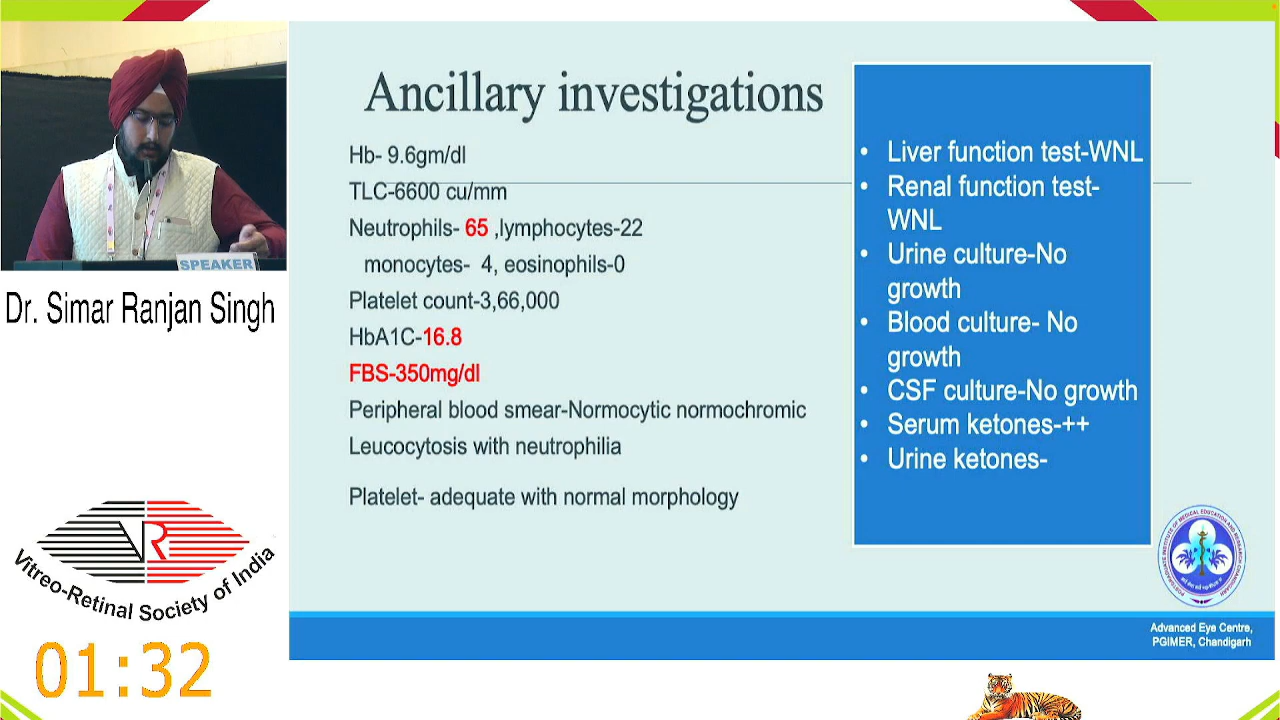 Ancillary investigations
Hb- 9.6gm/dl
TLC-6600 cu/mm
Neutrophils- 65 ,lymphocytes-22
monocytes- 4, eosinophils-0
Platelet count-3,66,000
HbA1C-16.8
FBS-350mg/dl
Peripheral blood smear-Normocytic normochromic
Leucocytosis with neutrophilia
Platelet- adequate with normal morphology
• Liver function test-WNL
• Renal function test-
WNL
• Urine culture-No
growth
• Blood culture- No
growth
• CSF culture-No growth
• Serum ketones-++
• Urine ketones-
SPEAKER
Dr. Simar Ranjan Singh
VR
Vitreo-Retinal Society of India
01:32
Advanced Eye Centre,
PGIMER, Chandigarh